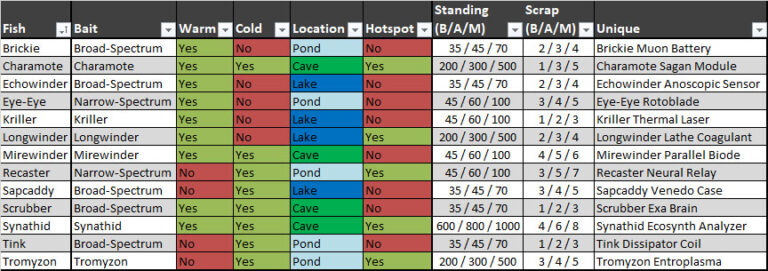 Standing Scrap
Fish Bait Warm Cold Location Hotspot (B/A/M) (B/A/M) Unique
Brickie Broad-Spectrum Yes No Pond No 35 / 45 / 70 2 / 3 / 4 Brickie Muon Battery
Charamote Charamote Yes Yes Cave Yes 200 / 300 / 500 1 / 3 / 5 Charamote Sagan Module
Echowinder Broad-Spectrum Yes No Lake No 35 / 45 / 70 2 / 3 / 4 Echowinder Anoscopic Sensor
Eye-Eye Narrow-Spectrum Yes No Pond No 45 / 60 / 100 3 / 4 / 5 Eye-Eye Rotoblade
Kriller Kriller Yes No Lake No 45 / 60 / 100 1 / 2 / 3 Kriller Thermal Laser
Longwinder Longwinder Yes No Lake Yes 200 / 300 / 500 2 / 3 / 4 Longwinder Lathe Coagulant
Mirewinder Mirewinder Yes Yes Cave No 45 / 60 / 100 4 / 5 / 6 Mirewinder Parallel Biode
Recaster Narrow-Spectrum No Yes Pond Yes 45 / 60 / 100 3 / 5 / 7 Recaster Neural Relay
Sapcaddy Broad-Spectrum No Yes Lake No 35 / 45 / 70 3 / 4 / 5 Sapcaddy Venedo Case
Scrubber Broad-Spectrum Yes Yes Cave No 35 / 45 / 70 1 / 2 / 3 Scrubber Exa Brain
Synathid Synathid Yes Yes Cave Yes 600 / 800 / 1000 4 / 6 / 8 Synathid Ecosynth Analyzer
Tink Broad-Spectrum No Yes Pond No 35 / 45 / 70 1 / 2 / 3 Tink Dissipator Coil
Tromyzon Tromyzon No Yes Pond Yes 200 / 300 / 500 3 / 4 / 5 Tromyzon Entroplasma